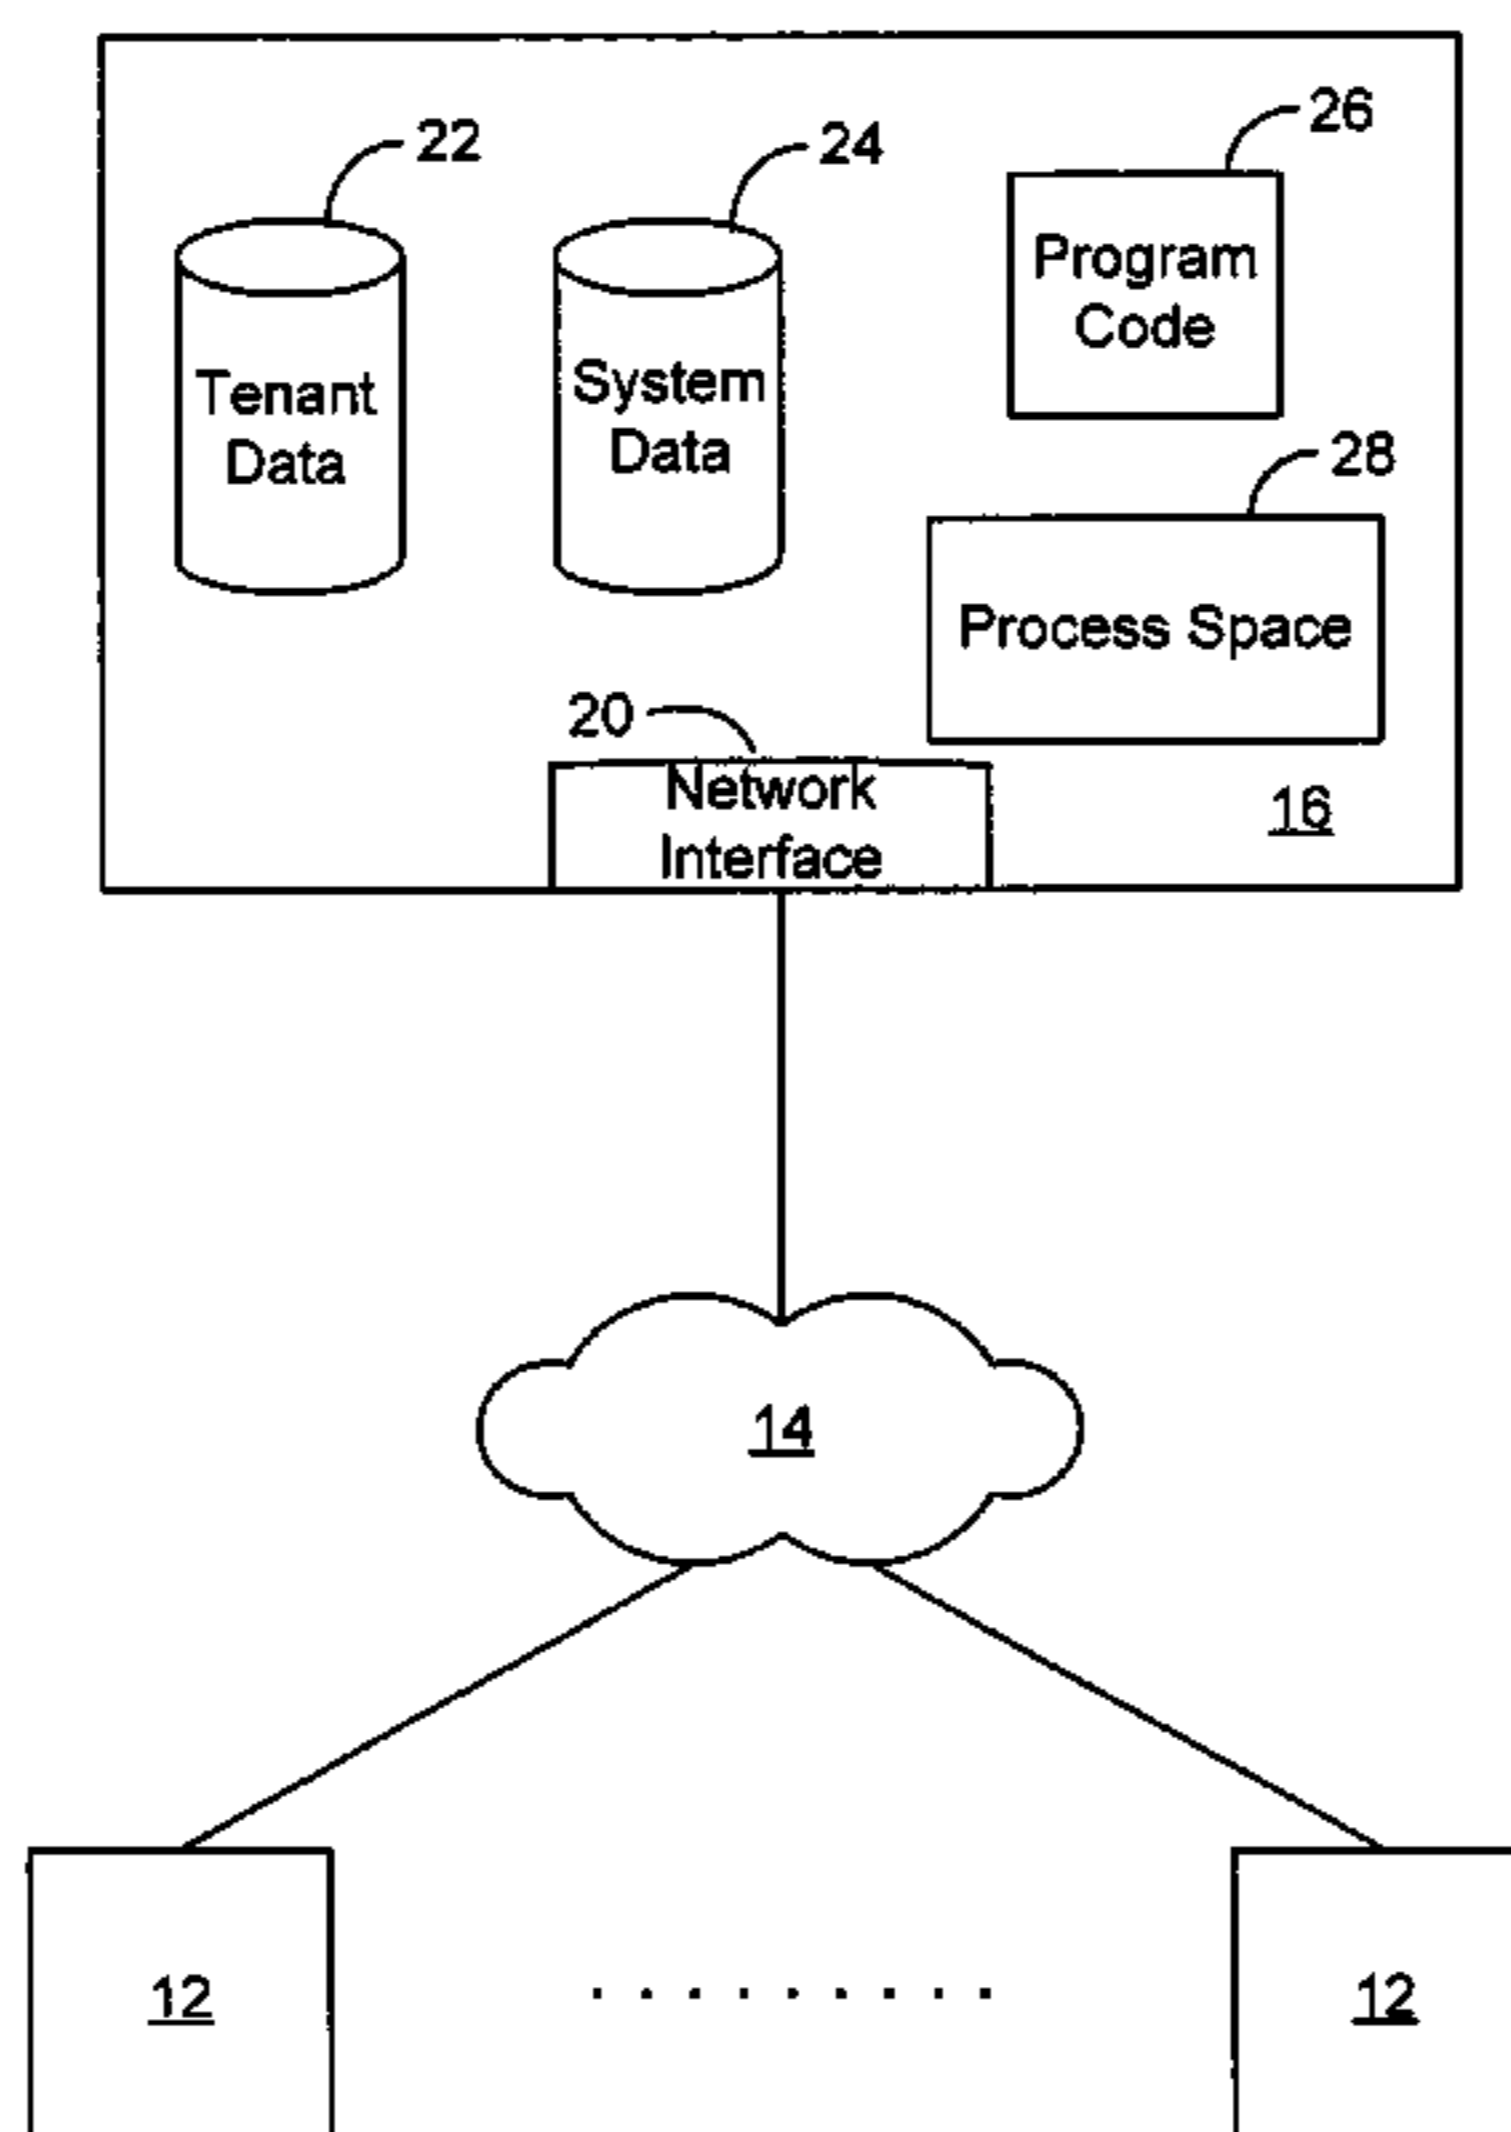 26
22
24
Program
Code
Tenant
Data
System
Data
28
Process Space
20
Network
Interface
16
14
12
12